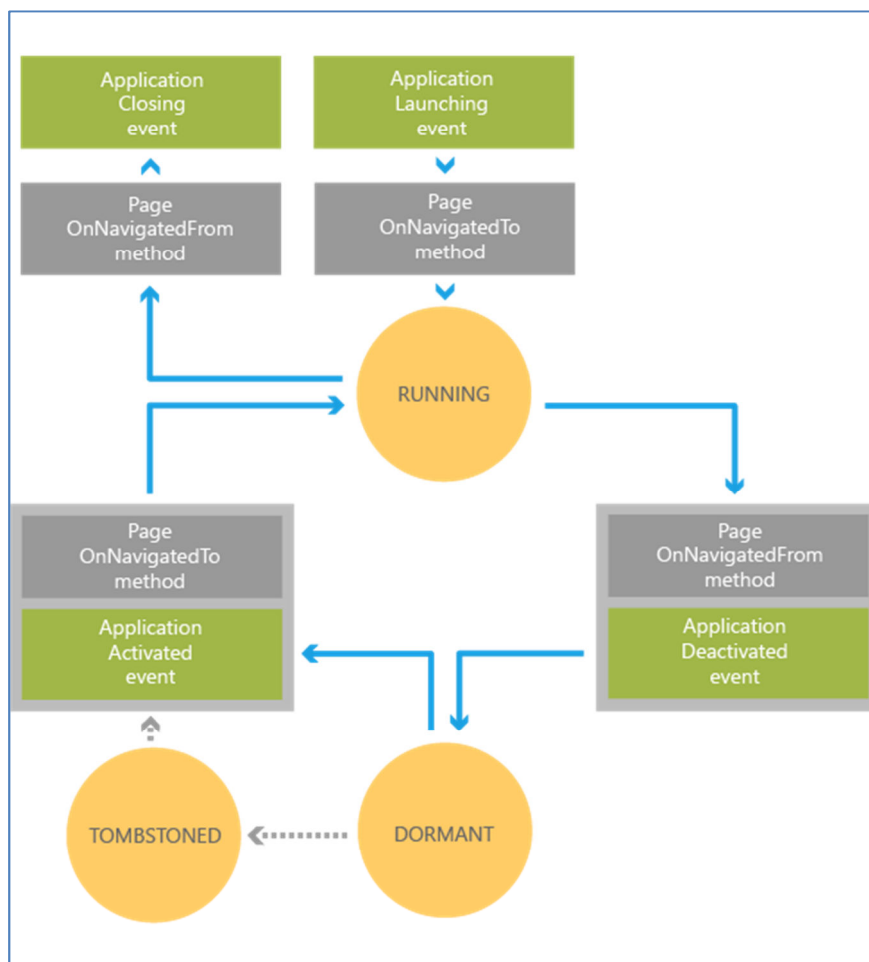 Application
Closing
event
Application
Launching
event
Page
OnNavigatedFrom
method
Page
OnNavigatedTo
method
RUNNING
Page
OnNavigatedTo
method
Application
Activated
event
Page
OnNavigatedFrom
method
Application
Deactivated
event
TOMBSTONED
DORMANT